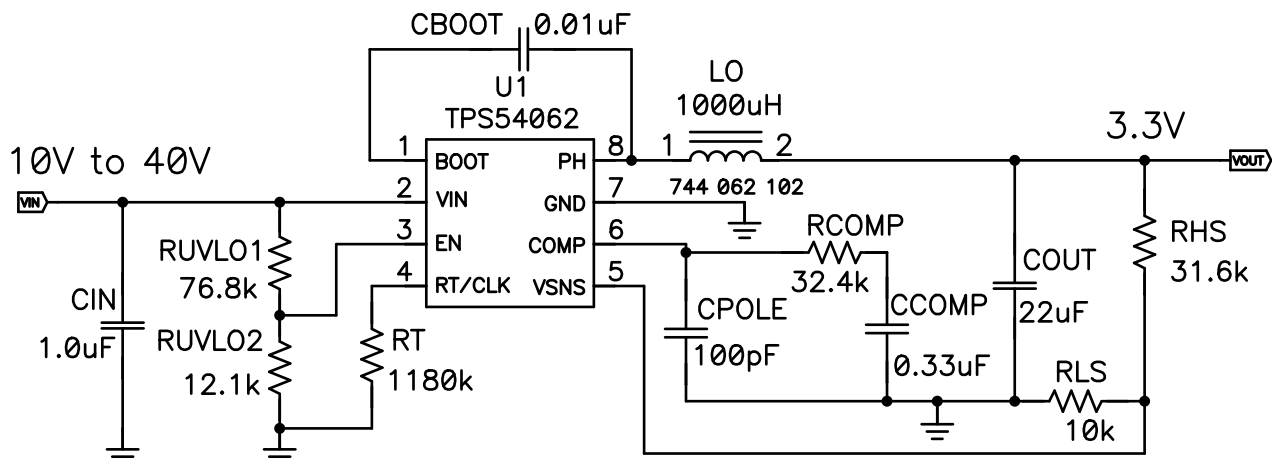 CBOOT 0.01uF
U1
TPS54062
LO
1000uH
1 2
744 062 102
3.3V
VOUT
10V to 40V
VIN
1 BOOT PH 8
2 VIN GND 7
3 EN COMP 6
4 RT/CLK VSNS 5
RUVLO1
76.8k
RUVLO2
12.1k
CIN
1.0uF
RT
1180k
RCOMP
32.4k
CPOLE
100pF
CCOMP
0.33uF
COUT
22uF
RHS
31.6k
RLS
10k